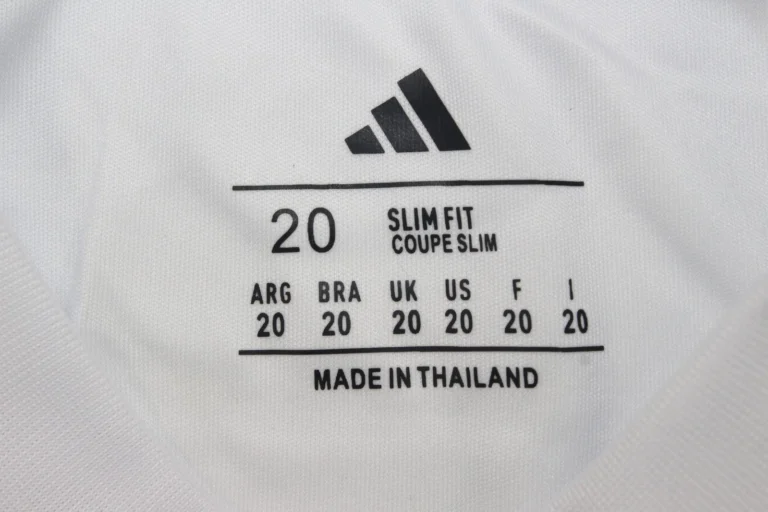 20
SLIM FIT
COUPE SLIM
ARG BRA UK US F I
20 20 20 20 20 20
MADE IN THAILAND